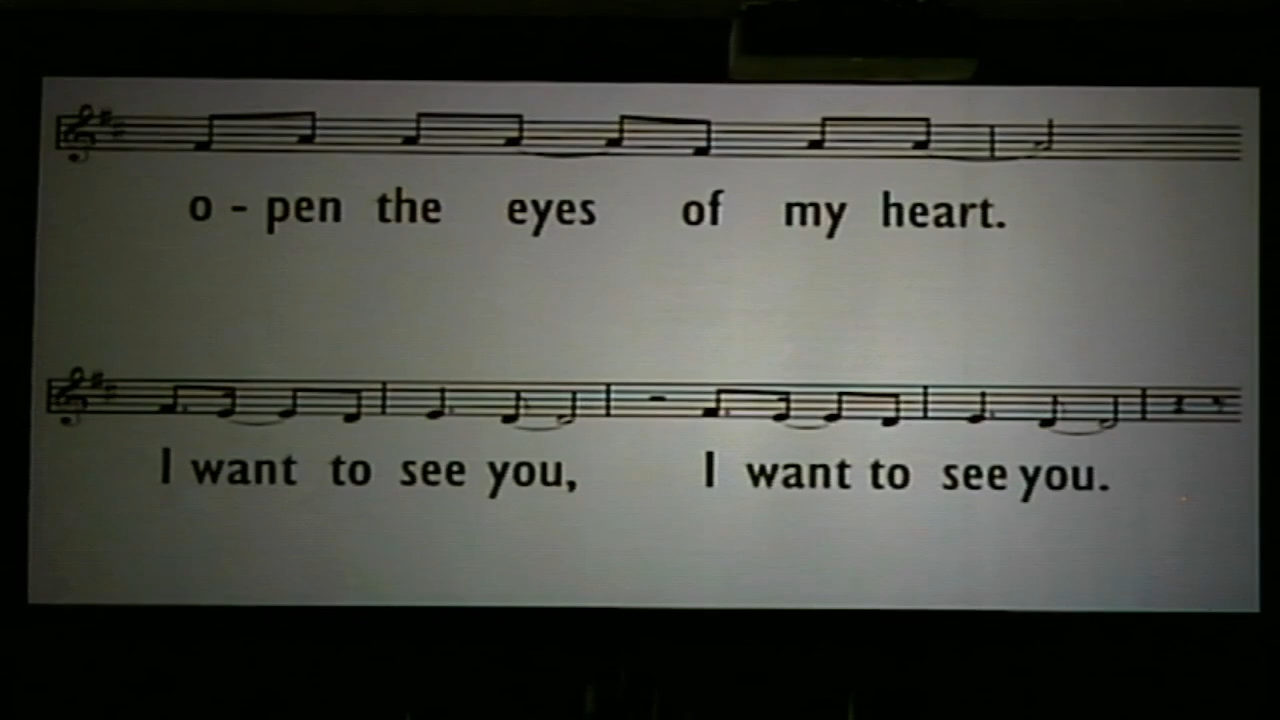 o - pen the eyes of my heart.
I want to see you, I want to see you.